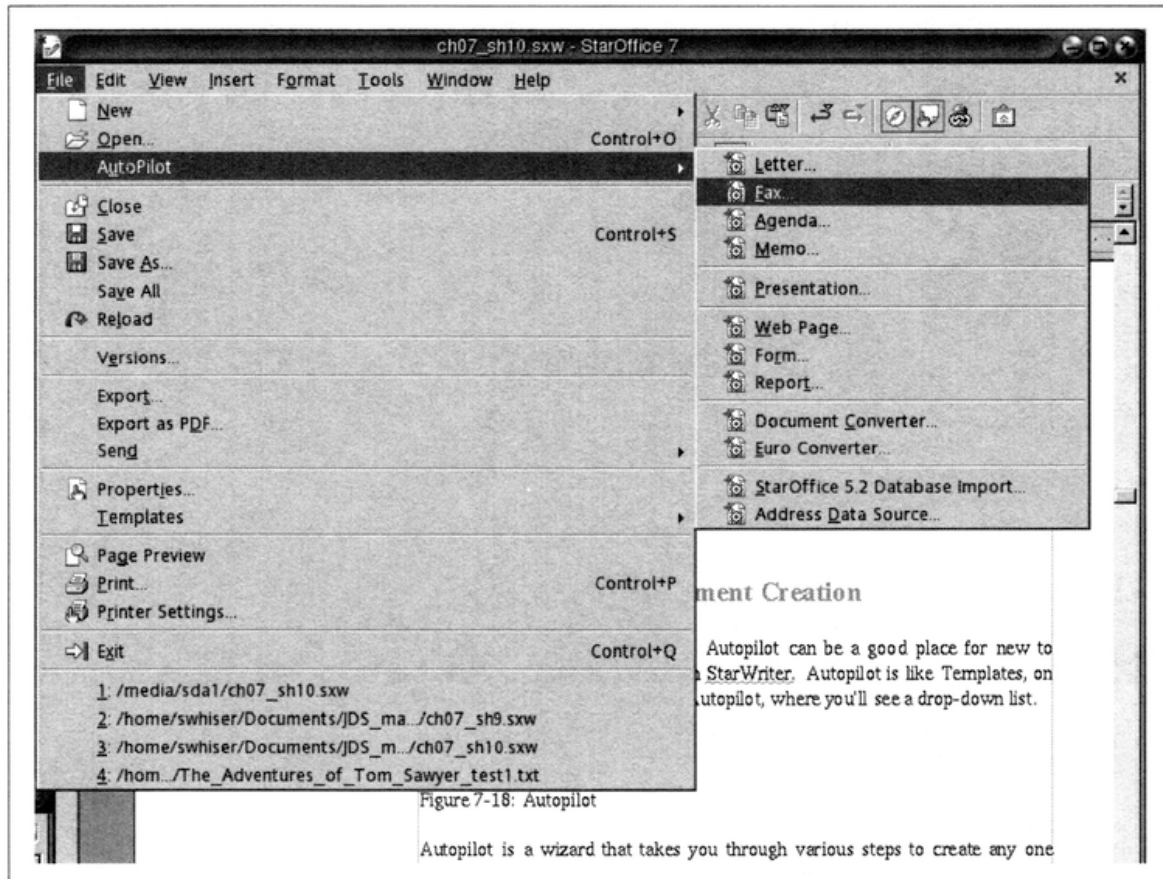 ch07_sh10.sxw - StarOffice 7
File Edit View Insert Format Tools Window Help
New
Open... Control+O
AutoPilot
Close
Save Control+S
Save As...
Save All
Reload
Versions...
Export...
Export as PDF...
Send
Properties...
Templates
Page Preview
Print... Control+P
Printer Settings...
Exit Control+Q
1: /media/sda1/ch07_sh10.sxw
2: /home/swhiser/Documents/JDS_ma.../ch07_sh9.sxw
3: /home/swhiser/Documents/JDS_m.../ch07_sh10.sxw
4: /hom.../The_Adventures_of_Tom_Sawyer_test1.txt
Letter...
Fax...
Agenda...
Memo...
Presentation...
Web Page...
Form...
Report...
Document Converter...
Euro Converter...
StarOffice 5.2 Database Import...
Address Data Source...
ment Creation
Autopilot can be a good place for new to
StarWriter. Autopilot is like Templates, on
utopilot, where you'll see a drop-down list.
Figure 7-18: Autopilot
Autopilot is a wizard that takes you through various steps to create any one